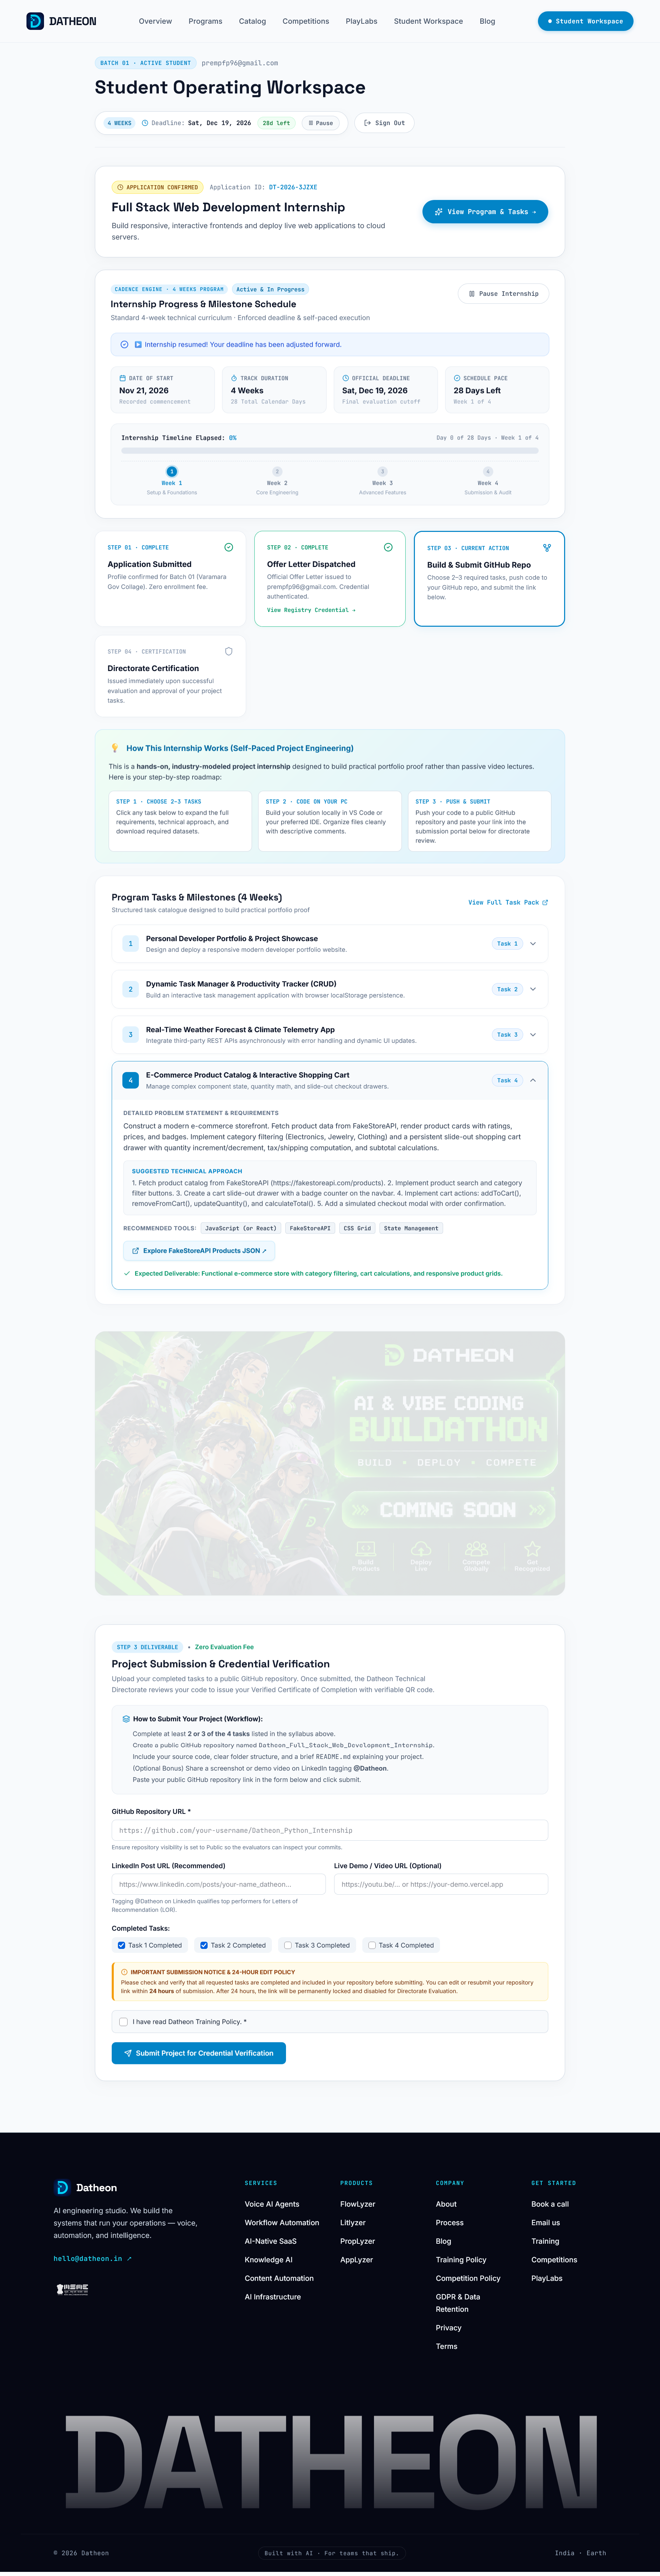 DATHEON
Overview
Programs
Catalog
Competitions
PlayLabs
Student Workspace
Blog
Student Workspace
BATCH 01 · ACTIVE STUDENT
prempfp96@gmail.com
Student Operating Workspace
4 WEEKS
Deadline: Sat, Dec 19, 2026
28d left
Pause
Sign Out
APPLICATION CONFIRMED
Application ID: DT-2026-3JZXE
Full Stack Web Development Internship
Build responsive, interactive frontends and deploy live web applications to cloud
servers.
View Program & Tasks →
CADENCE ENGINE · 4 WEEKS PROGRAM
Active & In Progress
Internship Progress & Milestone Schedule
Standard 4-week technical curriculum · Enforced deadline & self-paced execution
Pause Internship
Internship resumed! Your deadline has been adjusted forward.
DATE OF START
Nov 21, 2026
Recorded commencement
TRACK DURATION
4 Weeks
28 Total Calendar Days
OFFICIAL DEADLINE
Sat, Dec 19, 2026
Final evaluation cutoff
SCHEDULE PACE
28 Days Left
Week 1 of 4
Internship Timeline Elapsed: 0%
Day 0 of 28 Days · Week 1 of 4
1
Week 1
Setup & Foundations
2
Week 2
Core Engineering
3
Week 3
Advanced Features
4
Week 4
Submission & Audit
STEP 01 · COMPLETE
Application Submitted
Profile confirmed for Batch 01 (Varamara
Gov Collage). Zero enrollment fee.
STEP 02 · COMPLETE
Offer Letter Dispatched
Official Offer Letter issued to
prempfp96@gmail.com. Credential
authenticated.
View Registry Credential →
STEP 03 · CURRENT ACTION
Build & Submit GitHub Repo
Choose 2–3 required tasks, push code to
your GitHub repo, and submit the link
below.
STEP 04 · CERTIFICATION
Directorate Certification
Issued immediately upon successful
evaluation and approval of your project
tasks.
How This Internship Works (Self-Paced Project Engineering)
This is a hands-on, industry-modeled project internship designed to build practical portfolio proof rather than passive video lectures.
Here is your step-by-step roadmap:
STEP 1 · CHOOSE 2-3 TASKS
Click any task below to expand the full
requirements, technical approach, and
download required datasets.
STEP 2 · CODE ON YOUR PC
Build your solution locally in VS Code or
your preferred IDE. Organize files cleanly
with descriptive comments.
STEP 3 · PUSH & SUBMIT
Push your code to a public GitHub
repository and paste your link into the
submission portal below for directorate
review.
Program Tasks & Milestones (4 Weeks)
Structured task catalogue designed to build practical portfolio proof
View Full Task Pack
1
Personal Developer Portfolio & Project Showcase
Design and deploy a responsive modern developer portfolio website.
Task 1
2
Dynamic Task Manager & Productivity Tracker (CRUD)
Build an interactive task management application with browser localStorage persistence.
Task 2
3
Real-Time Weather Forecast & Climate Telemetry App
Integrate third-party REST APIs asynchronously with error handling and dynamic UI updates.
Task 3
4
E-Commerce Product Catalog & Interactive Shopping Cart
Manage complex component state, quantity math, and slide-out checkout drawers.
Task 4
DETAILED PROBLEM STATEMENT & REQUIREMENTS
Construct a modern e-commerce storefront. Fetch product data from FakeStoreAPI, render product cards with ratings,
prices, and badges. Implement category filtering (Electronics, Jewelry, Clothing) and a persistent slide-out shopping cart
drawer with quantity increment/decrement, tax/shipping computation, and subtotal calculation.
SUGGESTED TECHNICAL APPROACH
1. Fetch product catalog from FakeStoreAPI (https://fakestoreapi.com/products). 2. Implement product search and category
filter buttons. 3. Create a cart slide-out drawer with a badge counter on the navbar. 4. Implement cart actions: addToCart(),
removeFromCart(), updateQuantity(), and calculateTotal(). 5. Add a simulated checkout modal with order confirmation.
RECOMMENDED TOOLS:
JavaScript (or React)
FakeStoreAPI
CSS Grid
State Management
Explore FakeStoreAPI Products JSON ↗
Expected Deliverable: Functional e-commerce store with category filtering, cart calculations, and responsive product grids.
DATHEON
AI & VIBE CODING
BUILDATHON
BUILD · DEPLOY · COMPETE
COMING SOON
Build
Products
Deploy
Live
Compete
Globally
Get
Recognized
STEP 3 DELIVERABLE
• Zero Evaluation Fee
Project Submission & Credential Verification
Upload your completed tasks to a public GitHub repository. Once submitted, the Datheon Technical
Directorate reviews your code to issue your Verified Certificate of Completion with verifiable QR code.
How to Submit Your Project (Workflow):
Complete at least 2 or 3 of the 4 tasks listed in the syllabus above.
Create a public GitHub repository named Datheon_Full_Stack_Web_Development_Internship.
Include your source code, clear folder structure, and a brief README.md explaining your project.
(Optional Bonus) Share a screenshot or demo video on LinkedIn tagging @Datheon.
Paste your public GitHub repository link in the form below and click submit.
GitHub Repository URL *
https://github.com/your-username/Datheon_Python_Internship
Ensure repository visibility is set to Public so the evaluators can inspect your commits.
LinkedIn Post URL (Recommended)
https://www.linkedin.com/posts/your-name_datheon...
Tagging @Datheon on LinkedIn qualifies top performers for Letters of
Recommendation (LOR).
Live Demo / Video URL (Optional)
https://youtu.be/... or https://your-demo.vercel.app
Completed Tasks:
Task 1 Completed
Task 2 Completed
Task 3 Completed
Task 4 Completed
IMPORTANT SUBMISSION NOTICE & 24-HOUR EDIT POLICY
Please check and verify that all requested tasks are completed and included in your repository before submitting. You can edit or resubmit your repository
link within 24 hours of submission. After 24 hours, the link will be permanently locked and disabled for Directorate Evaluation.
I have read Datheon Training Policy. *
Submit Project for Credential Verification
Datheon
AI engineering studio. We build the
systems that run your operations — voice,
automation, and intelligence.
hello@datheon.in ↗
SERVICES
Voice AI Agents
Workflow Automation
AI-Native SaaS
Knowledge AI
Content Automation
AI Infrastructure
PRODUCTS
FlowLyzer
Litlyzer
PropLyzer
AppLyzer
COMPANY
About
Process
Blog
Training Policy
Competition Policy
GDPR & Data
Retention
Privacy
Terms
GET STARTED
Book a call
Email us
Training
Competitions
PlayLabs
DATHEON
© 2026 Datheon
Built with AI · For teams that ship.
India · Earth